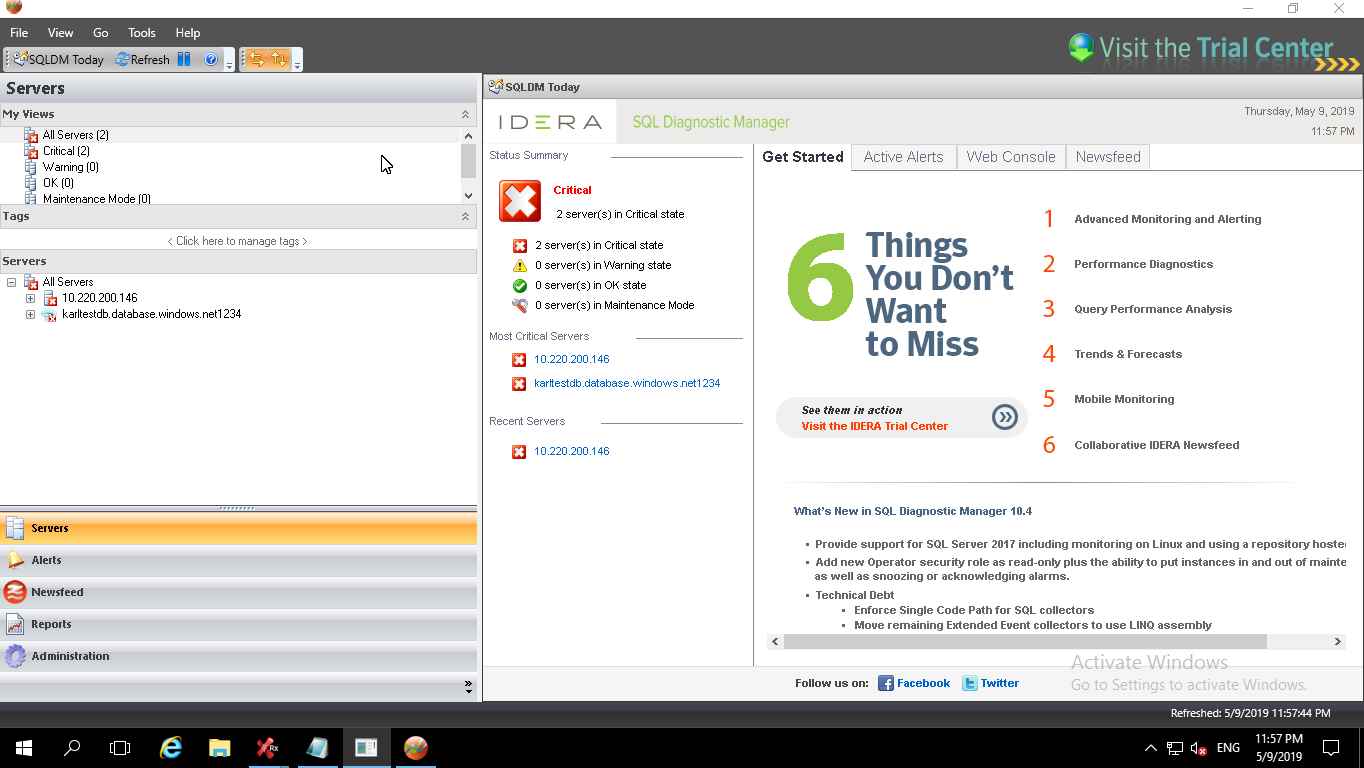 File View Go Tools Help
Visit the Trial Center
SQLDM Today Refresh
Servers
My Views
All Servers (2)
Critical (2)
Warning (0)
OK (0)
Maintenance Mode (0)
Tags
< Click here to manage tags >
Servers
All Servers
10.220.200.146
karltestdb.database.windows.net1234
Servers
Alerts
Newsfeed
Reports
Administration
SQLDM Today
IDERA SQL Diagnostic Manager
Thursday, May 9, 2019
11:57 PM
Status Summary
Critical
2 server(s) in Critical state
2 server(s) in Critical state
0 server(s) in Warning state
0 server(s) in OK state
0 server(s) in Maintenance Mode
Most Critical Servers
10.220.200.146
karltestdb.database.windows.net1234
Recent Servers
10.220.200.146
Get Started Active Alerts Web Console Newsfeed
6 Things
You Don't
Want
to Miss
See them in action
Visit the IDERA Trial Center
1 Advanced Monitoring and Alerting
2 Performance Diagnostics
3 Query Performance Analysis
4 Trends & Forecasts
5 Mobile Monitoring
6 Collaborative IDERA Newsfeed
What's New in SQL Diagnostic Manager 10.4
• Provide support for SQL Server 2017 including monitoring on Linux and using a repository hoste
• Add new Operator security role as read-only plus the ability to put instances in and out of mainte
as well as snoozing or acknowledging alarms.
• Technical Debt
• Enforce Single Code Path for SQL collectors
• Move remaining Extended Event collectors to use LINQ assembly
Activate Windows
Go to Settings to activate Windows.
Follow us on: Facebook Twitter
Refreshed: 5/9/2019 11:57:44 PM
Rx
ENG
11:57 PM
5/9/2019